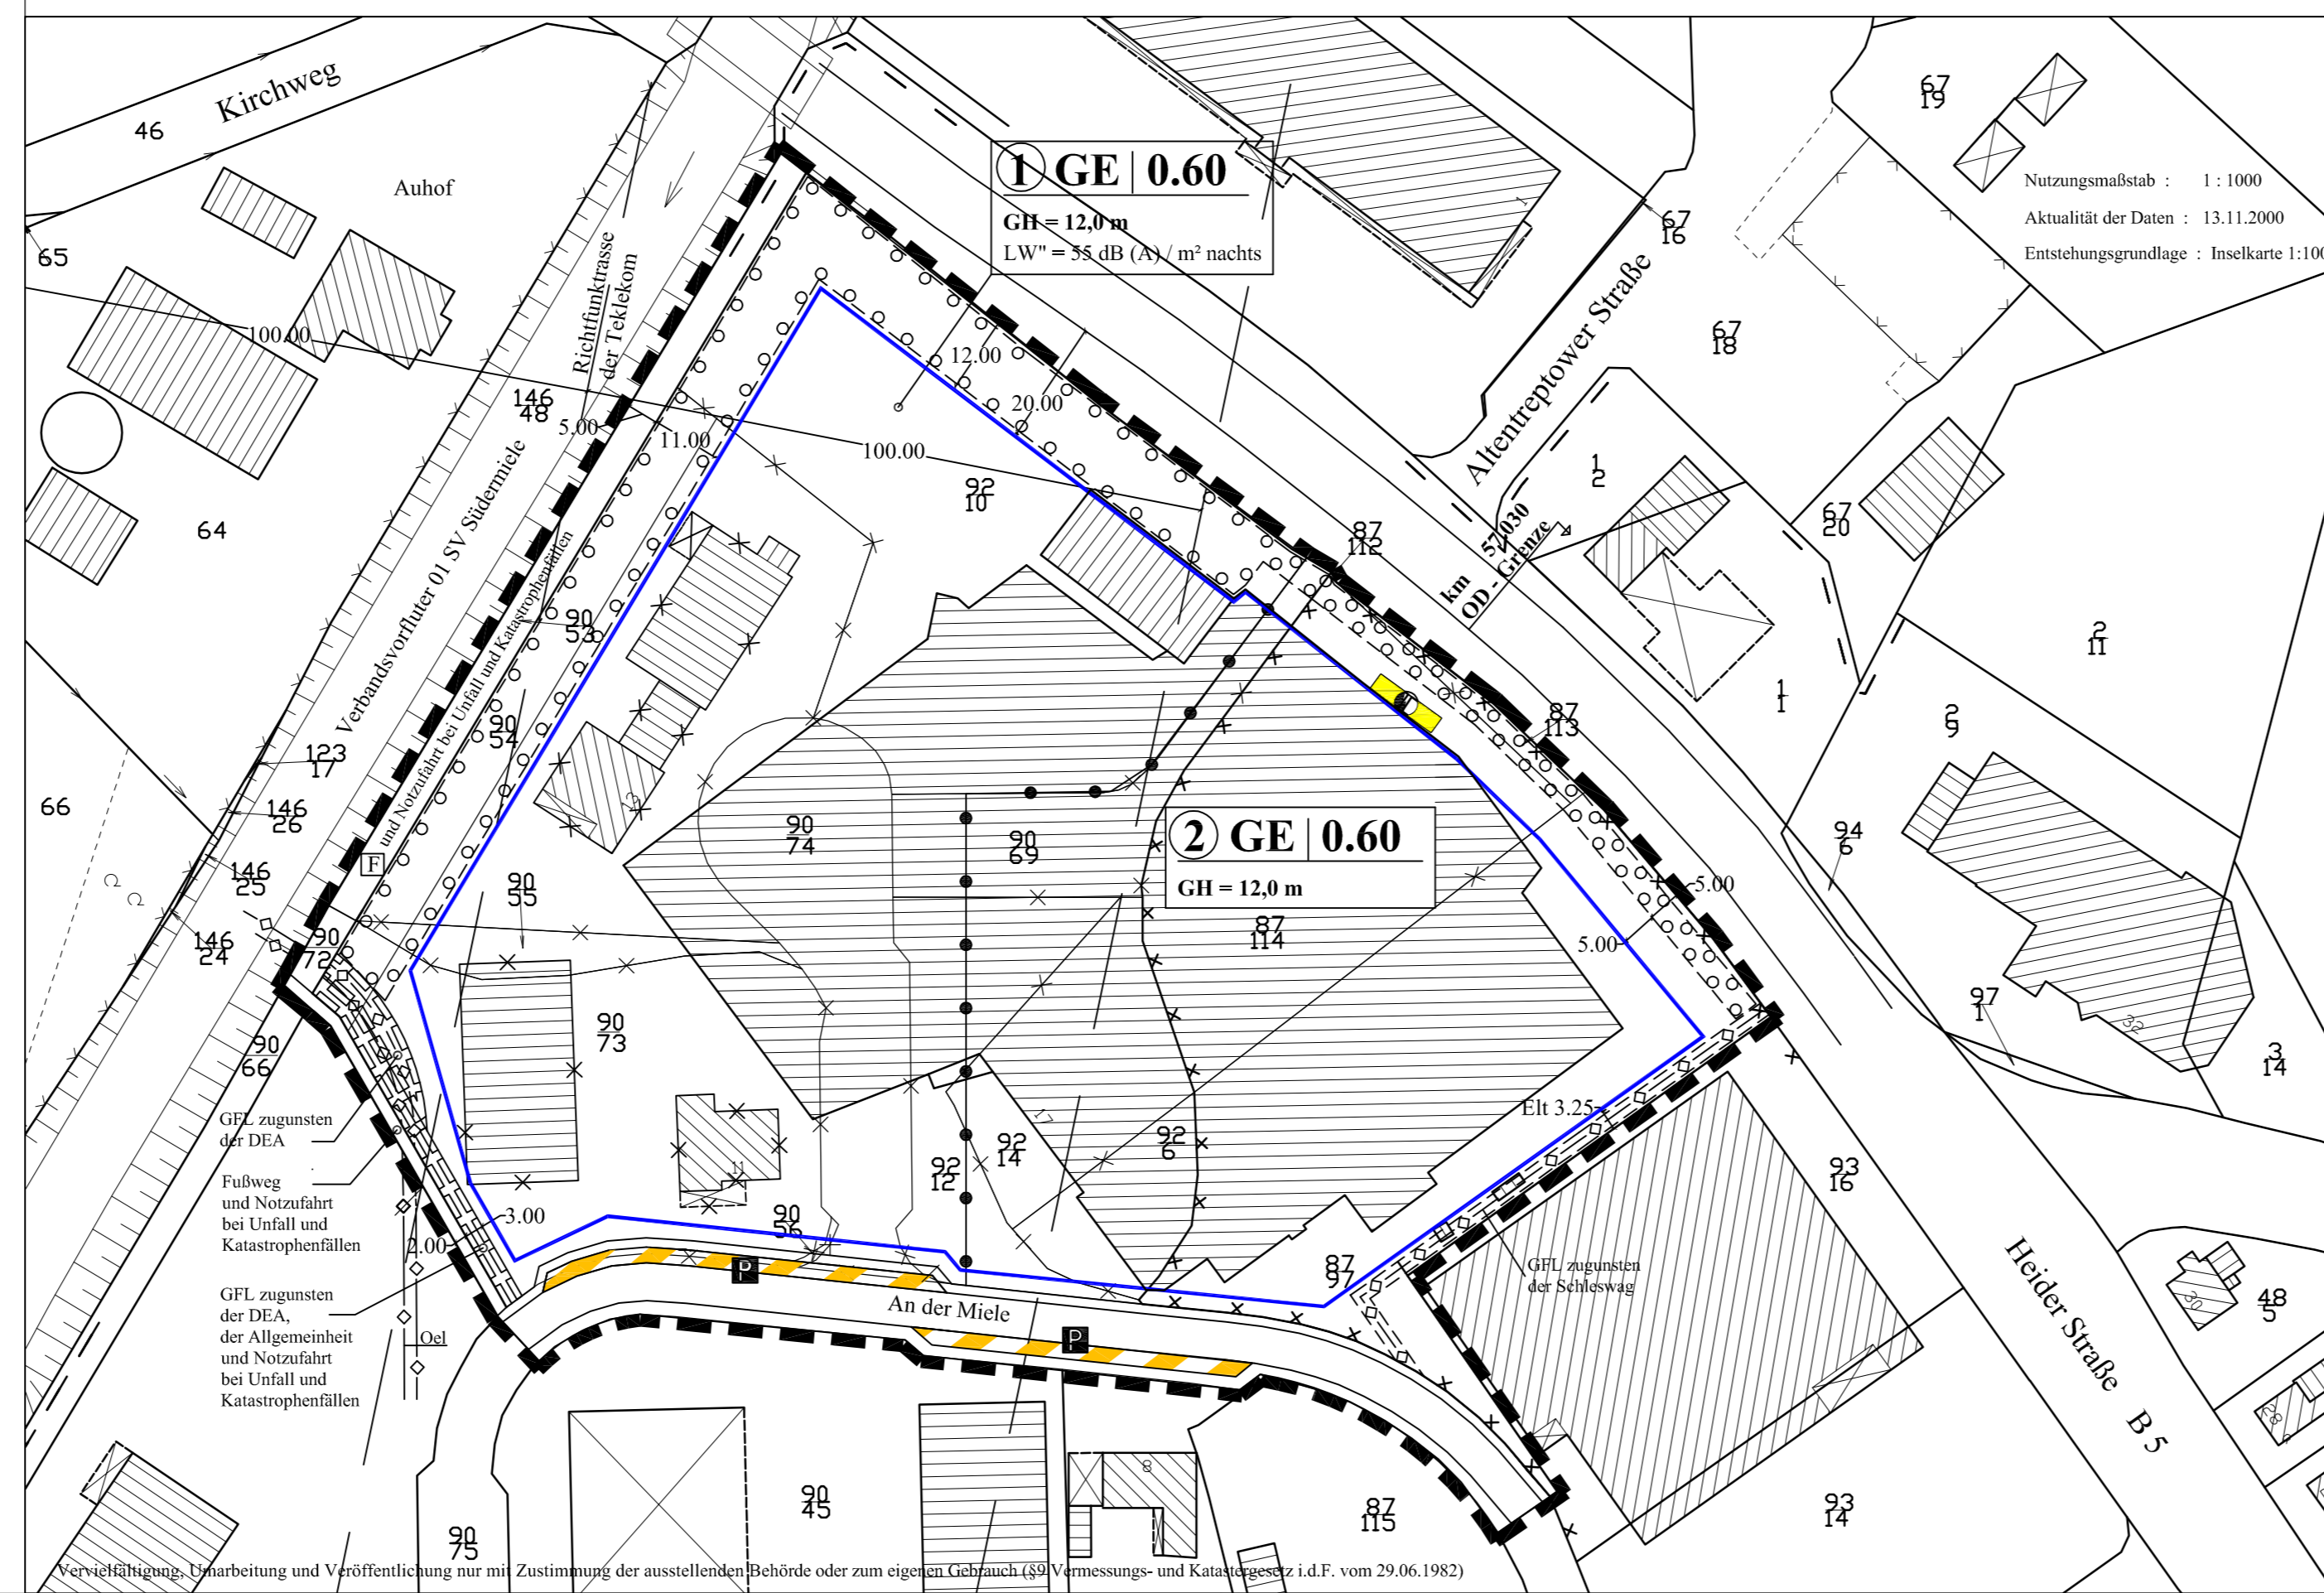 Kirchweg
46
Auhof
65
64
66
100.00
146
48
5.00
11.00
Richtfunktrasse
der Teklekom
Verbandsvorfluter 01 SV Südermiele
und Notzufahrt bei Unfall und Katastrophenfällen
1 GE | 0.60
GH = 12,0 m
LW" = 55 dB (A) / m² nachts
12.00
20.00
100.00
92
10
67
19
Nutzungsmaßstab : 1 : 1000
Aktualität der Daten : 13.11.2000
Entstehungsgrundlage : Inselkarte 1:100
67
16
67
18
1
Altentreptower Straße
1
2
67
20
km 57.030
OD - Grenze
87
112
87
113
2
11
2
9
1
1
94
6
97
1
32
3
14
90
53
90
54
123
17
146
26
146
25
146
24
F
90
72
90
66
90
55
90
73
13
90
74
90
69
2 GE | 0.60
GH = 12,0 m
87
114
5.00
5.00
Elt 3.25
92
6
92
14
92
12
17
11
90
56
3.00
2.00
GFL zugunsten
der DEA
Fußweg
und Notzufahrt
bei Unfall und
Katastrophenfällen
GFL zugunsten
der DEA,
der Allgemeinheit
und Notzufahrt
bei Unfall und
Katastrophenfällen
Oel
P
An der Miele
P
87
97
GFL zugunsten
der Schleswag
93
16
Heider Straße B 5
48
5
30
28
93
14
87
115
8
90
45
90
75
Vervielfältigung, Umarbeitung und Veröffentlichung nur mit Zustimmung der ausstellenden Behörde oder zum eigenen Gebrauch (§9 Vermessungs- und Katastergesetz i.d.F. vom 29.06.1982)